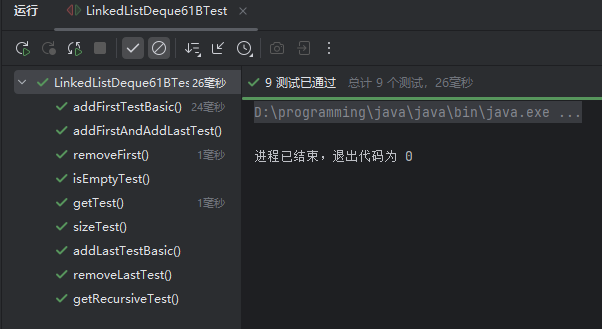 运行
LinkedListDeque61BTest
LinkedListDeque61BTes 26毫秒
addFirstTestBasic() 24毫秒
addFirstAndAddLastTest()
removeFirst() 1毫秒
isEmptyTest()
getTest() 1毫秒
sizeTest()
addLastTestBasic()
removeLastTest()
getRecursiveTest()
9 测试已通过 总计 9 个测试，26毫秒
D:\programming\java\java\bin\java.exe ...
进程已结束，退出代码为 0